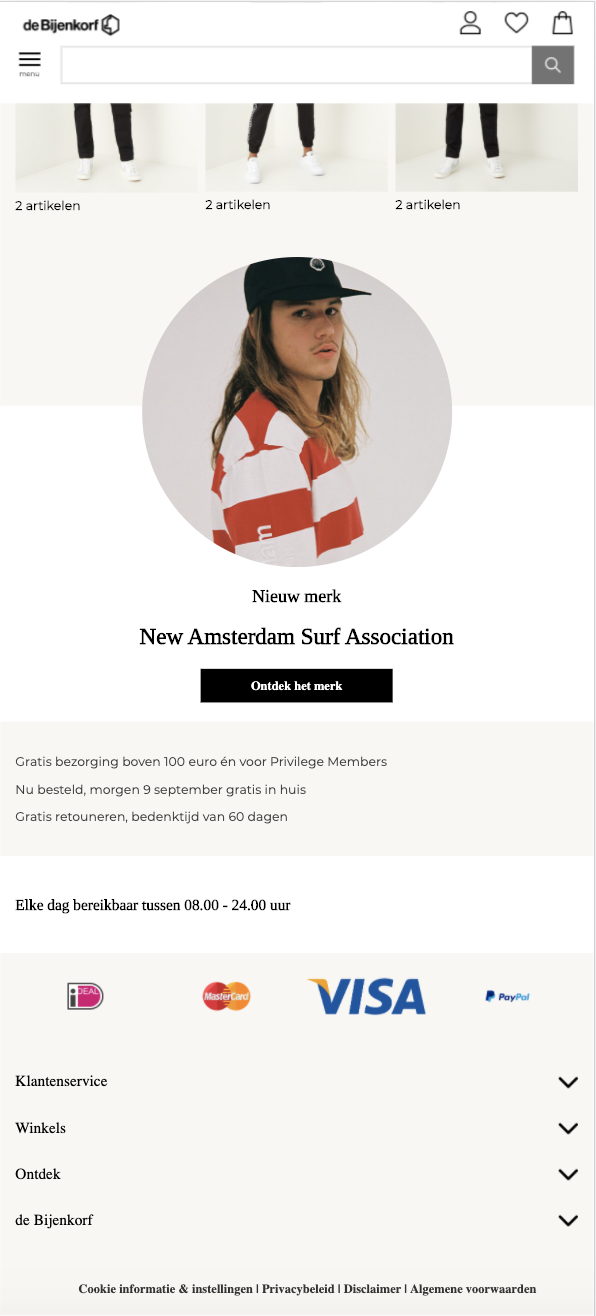 de Bijenkorf
menu
2 artikelen
2 artikelen
2 artikelen
Nieuw merk
New Amsterdam Surf Association
Ontdek het merk
Gratis bezorging boven 100 euro én voor Privilege Members
Nu besteld, morgen 9 september gratis in huis
Gratis retouneren, bedenktijd van 60 dagen
Elke dag bereikbaar tussen 08.00 - 24.00 uur
iDEAL MasterCard VISA PayPal
Klantenservice
Winkels
Ontdek
de Bijenkorf
Cookie informatie & instellingen | Privacybeleid | Disclaimer | Algemene voorwaarden